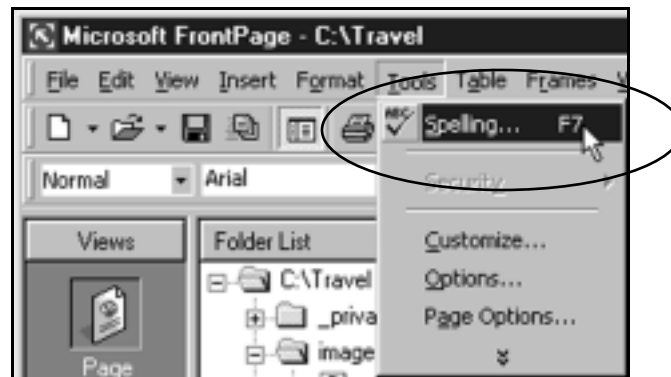 Microsoft FrontPage - C:\Travel
File Edit View Insert Format Tools Table Frames
ABC Spelling... F7
Normal Arial
Security
Views Folder List
Customize...
C:\Travel
Options...
_priva
Page Options...
image
Page